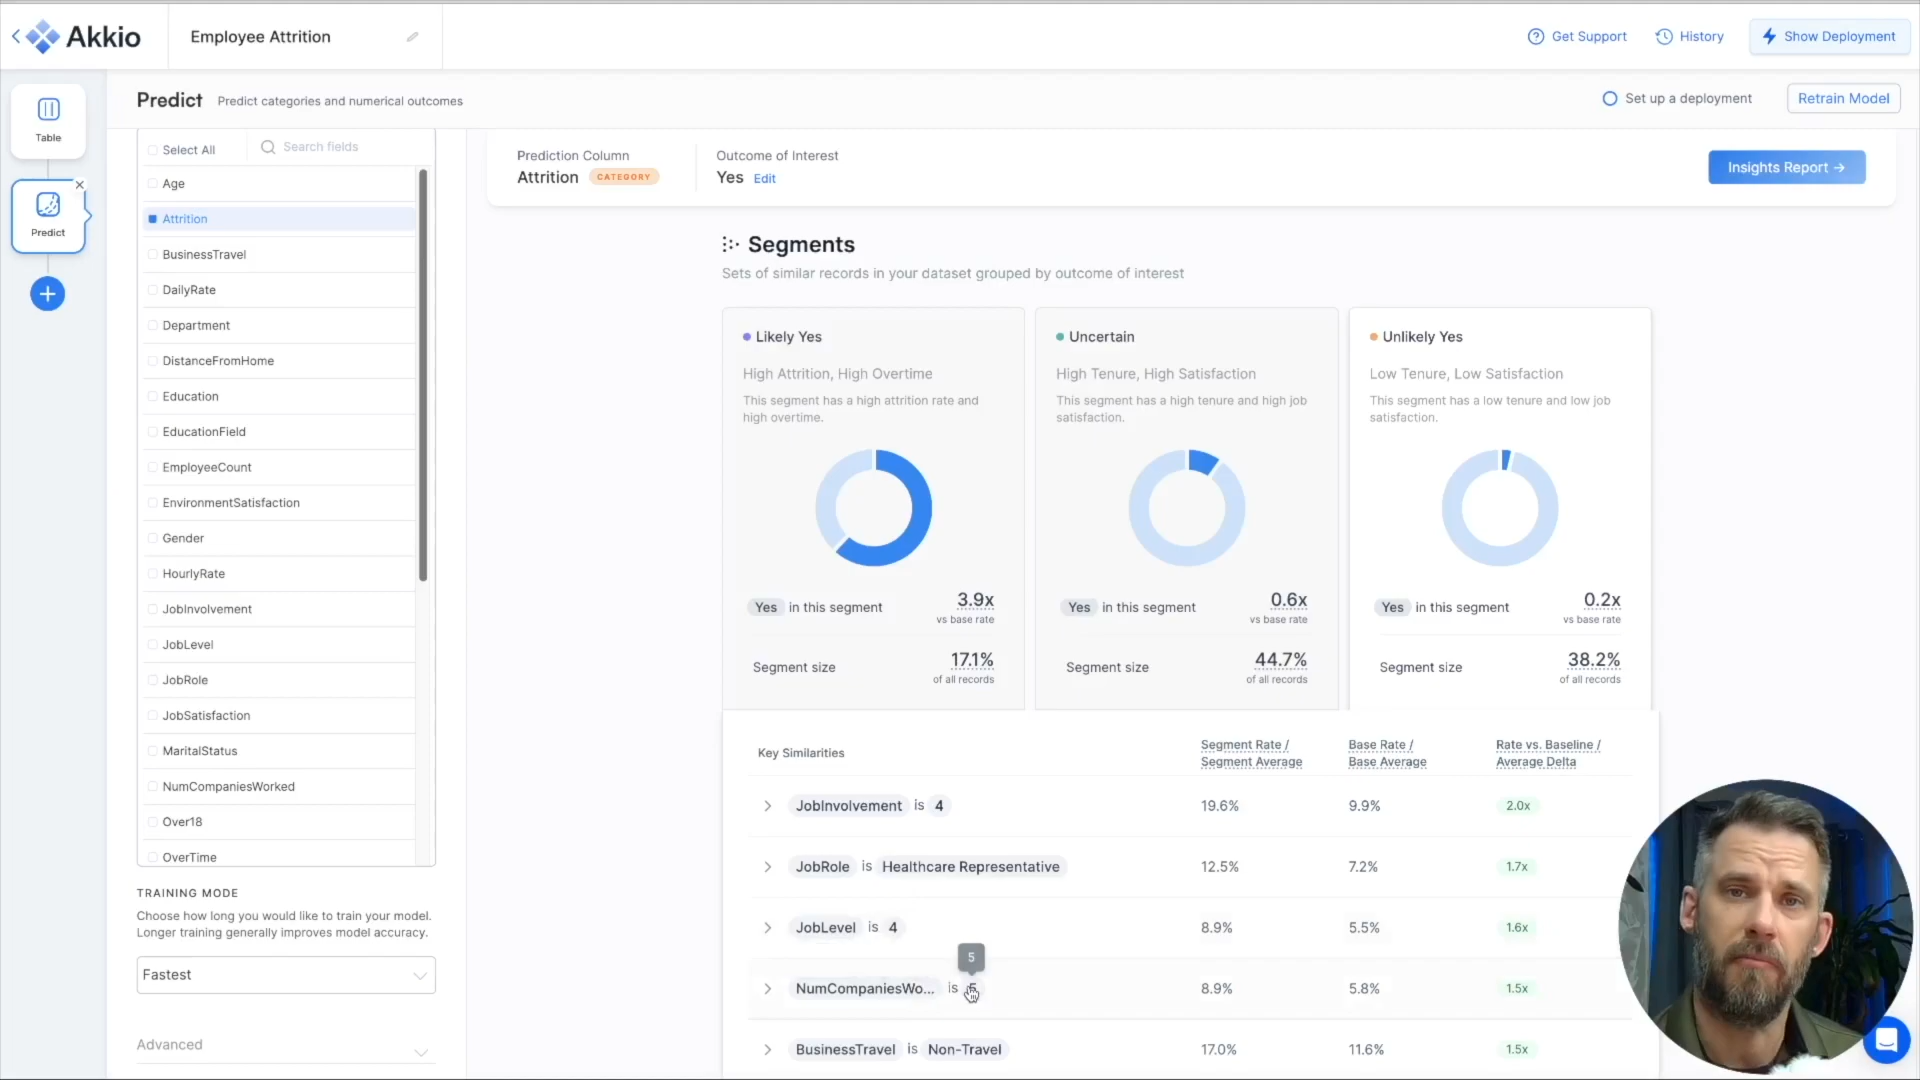 Akkio
Employee Attrition
Get Support
History
Show Deployment
Table
Predict
Predict
Predict categories and numerical outcomes
Set up a deployment
Retrain Model
Select All
Search fields
Age
Attrition
BusinessTravel
DailyRate
Department
DistanceFromHome
Education
EducationField
EmployeeCount
EnvironmentSatisfaction
Gender
HourlyRate
JobInvolvement
JobLevel
JobRole
JobSatisfaction
MaritalStatus
NumCompaniesWorked
Over18
OverTime
TRAINING MODE
Choose how long you would like to train your model.
Longer training generally improves model accuracy.
Fastest
Advanced
Prediction Column
Attrition CATEGORY
Outcome of Interest
Yes Edit
Insights Report →
Segments
Sets of similar records in your dataset grouped by outcome of interest
Likely Yes
High Attrition, High Overtime
This segment has a high attrition rate and
high overtime.
Yes in this segment 3.9x
vs base rate
Segment size 17.1%
of all records
Uncertain
High Tenure, High Satisfaction
This segment has a high tenure and high job
satisfaction.
Yes in this segment 0.6x
vs base rate
Segment size 44.7%
of all records
Unlikely Yes
Low Tenure, Low Satisfaction
This segment has a low tenure and low job
satisfaction.
Yes in this segment 0.2x
vs base rate
Segment size 38.2%
of all records
Key Similarities
Segment Rate /
Segment Average
Base Rate /
Base Average
Rate vs. Baseline /
Average Delta
JobInvolvement is 4 19.6% 9.9% 2.0x
JobRole is Healthcare Representative 12.5% 7.2% 1.7x
JobLevel is 4 8.9% 5.5% 1.6x
5
NumCompaniesWo... is 5 8.9% 5.8% 1.5x
BusinessTravel is Non-Travel 17.0% 11.6% 1.5x